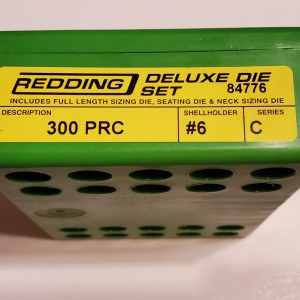 REDDING DELUXE DIE SET 84776
INCLUDES FULL LENGTH SIZING DIE, SEATING DIE & NECK SIZING DIE
DESCRIPTION SHELLHOLDER SERIES
300 PRC #6 C